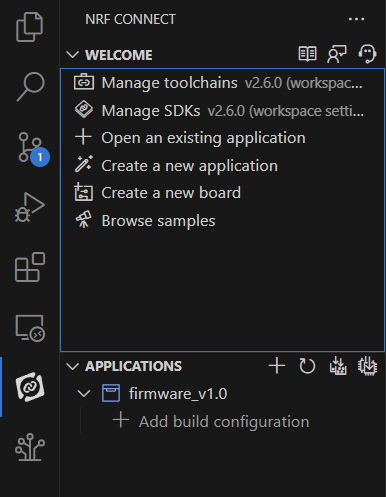 NRF CONNECT
WELCOME
Manage toolchains v2.6.0 (workspac...
Manage SDKs v2.6.0 (workspace setti...
Open an existing application
1
Create a new application
Create a new board
Browse samples
APPLICATIONS
firmware_v1.0
Add build configuration